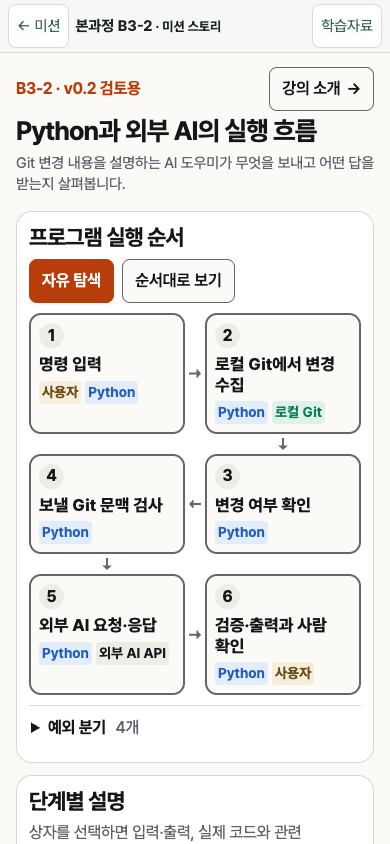 ← 미션 본과정 B3-2 · 미션 스토리 학습자료
B3-2 · v0.2 검토용 강의 소개 →
Python과 외부 AI의 실행 흐름
Git 변경 내용을 설명하는 AI 도우미가 무엇을 보내고 어떤 답을
받는지 살펴봅니다.
프로그램 실행 순서
자유 탐색 순서대로 보기
1
명령 입력
사용자 Python
→
2
로컬 Git에서 변경
수집
Python 로컬 Git
↓
3
변경 여부 확인
Python
←
4
보낼 Git 문맥 검사
Python
↓
5
외부 AI 요청·응답
Python 외부 AI API
→
6
검증·출력과 사람
확인
Python 사용자
▶ 예외 분기 4개
단계별 설명
상자를 선택하면 입력·출력, 실제 코드와 관련